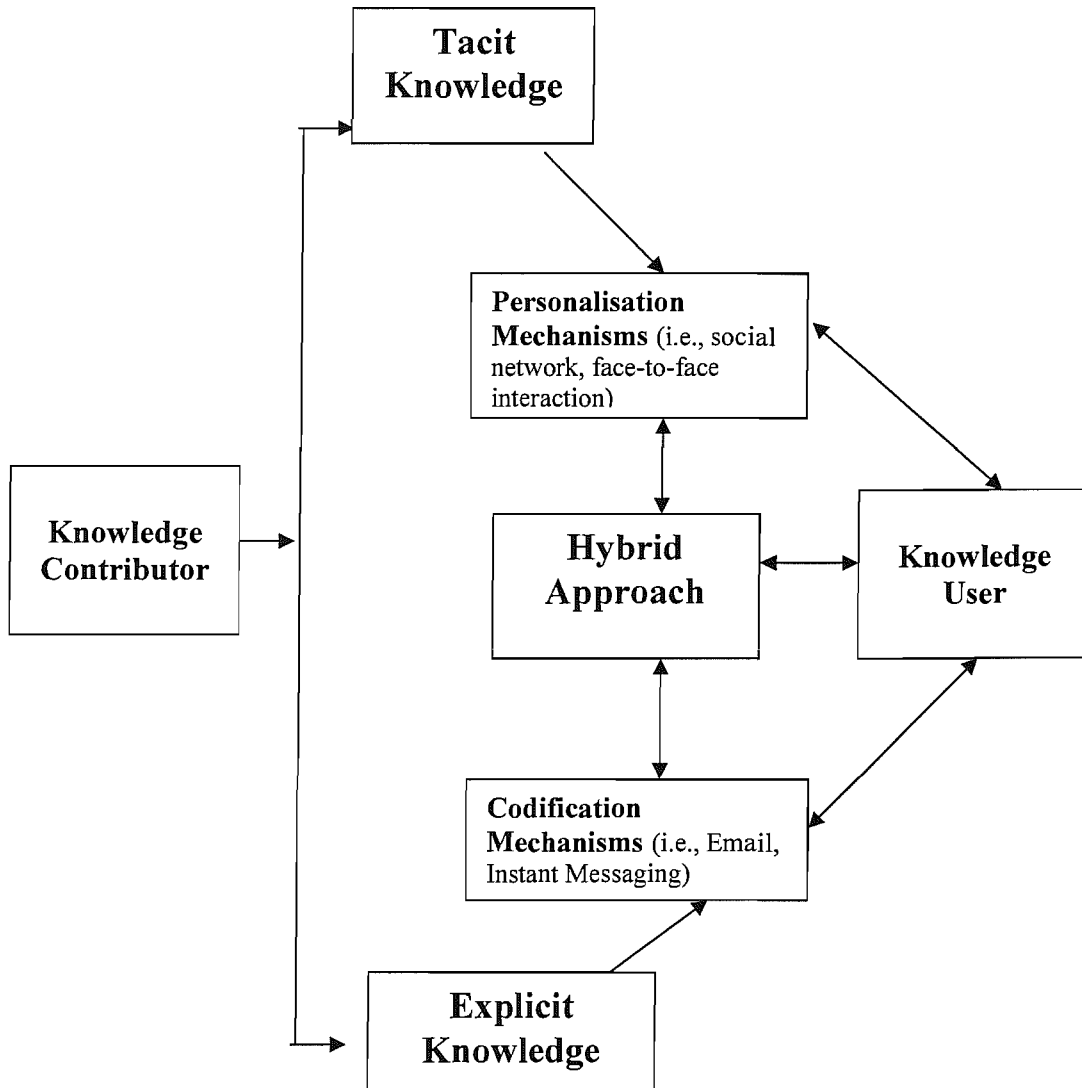 Tacit
Knowledge
Personalisation
Mechanisms (i.e., social
network, face-to-face
interaction)
Knowledge
Contributor
Hybrid
Approach
Knowledge
User
Codification
Mechanisms (i.e., Email,
Instant Messaging)
Explicit
Knowledge